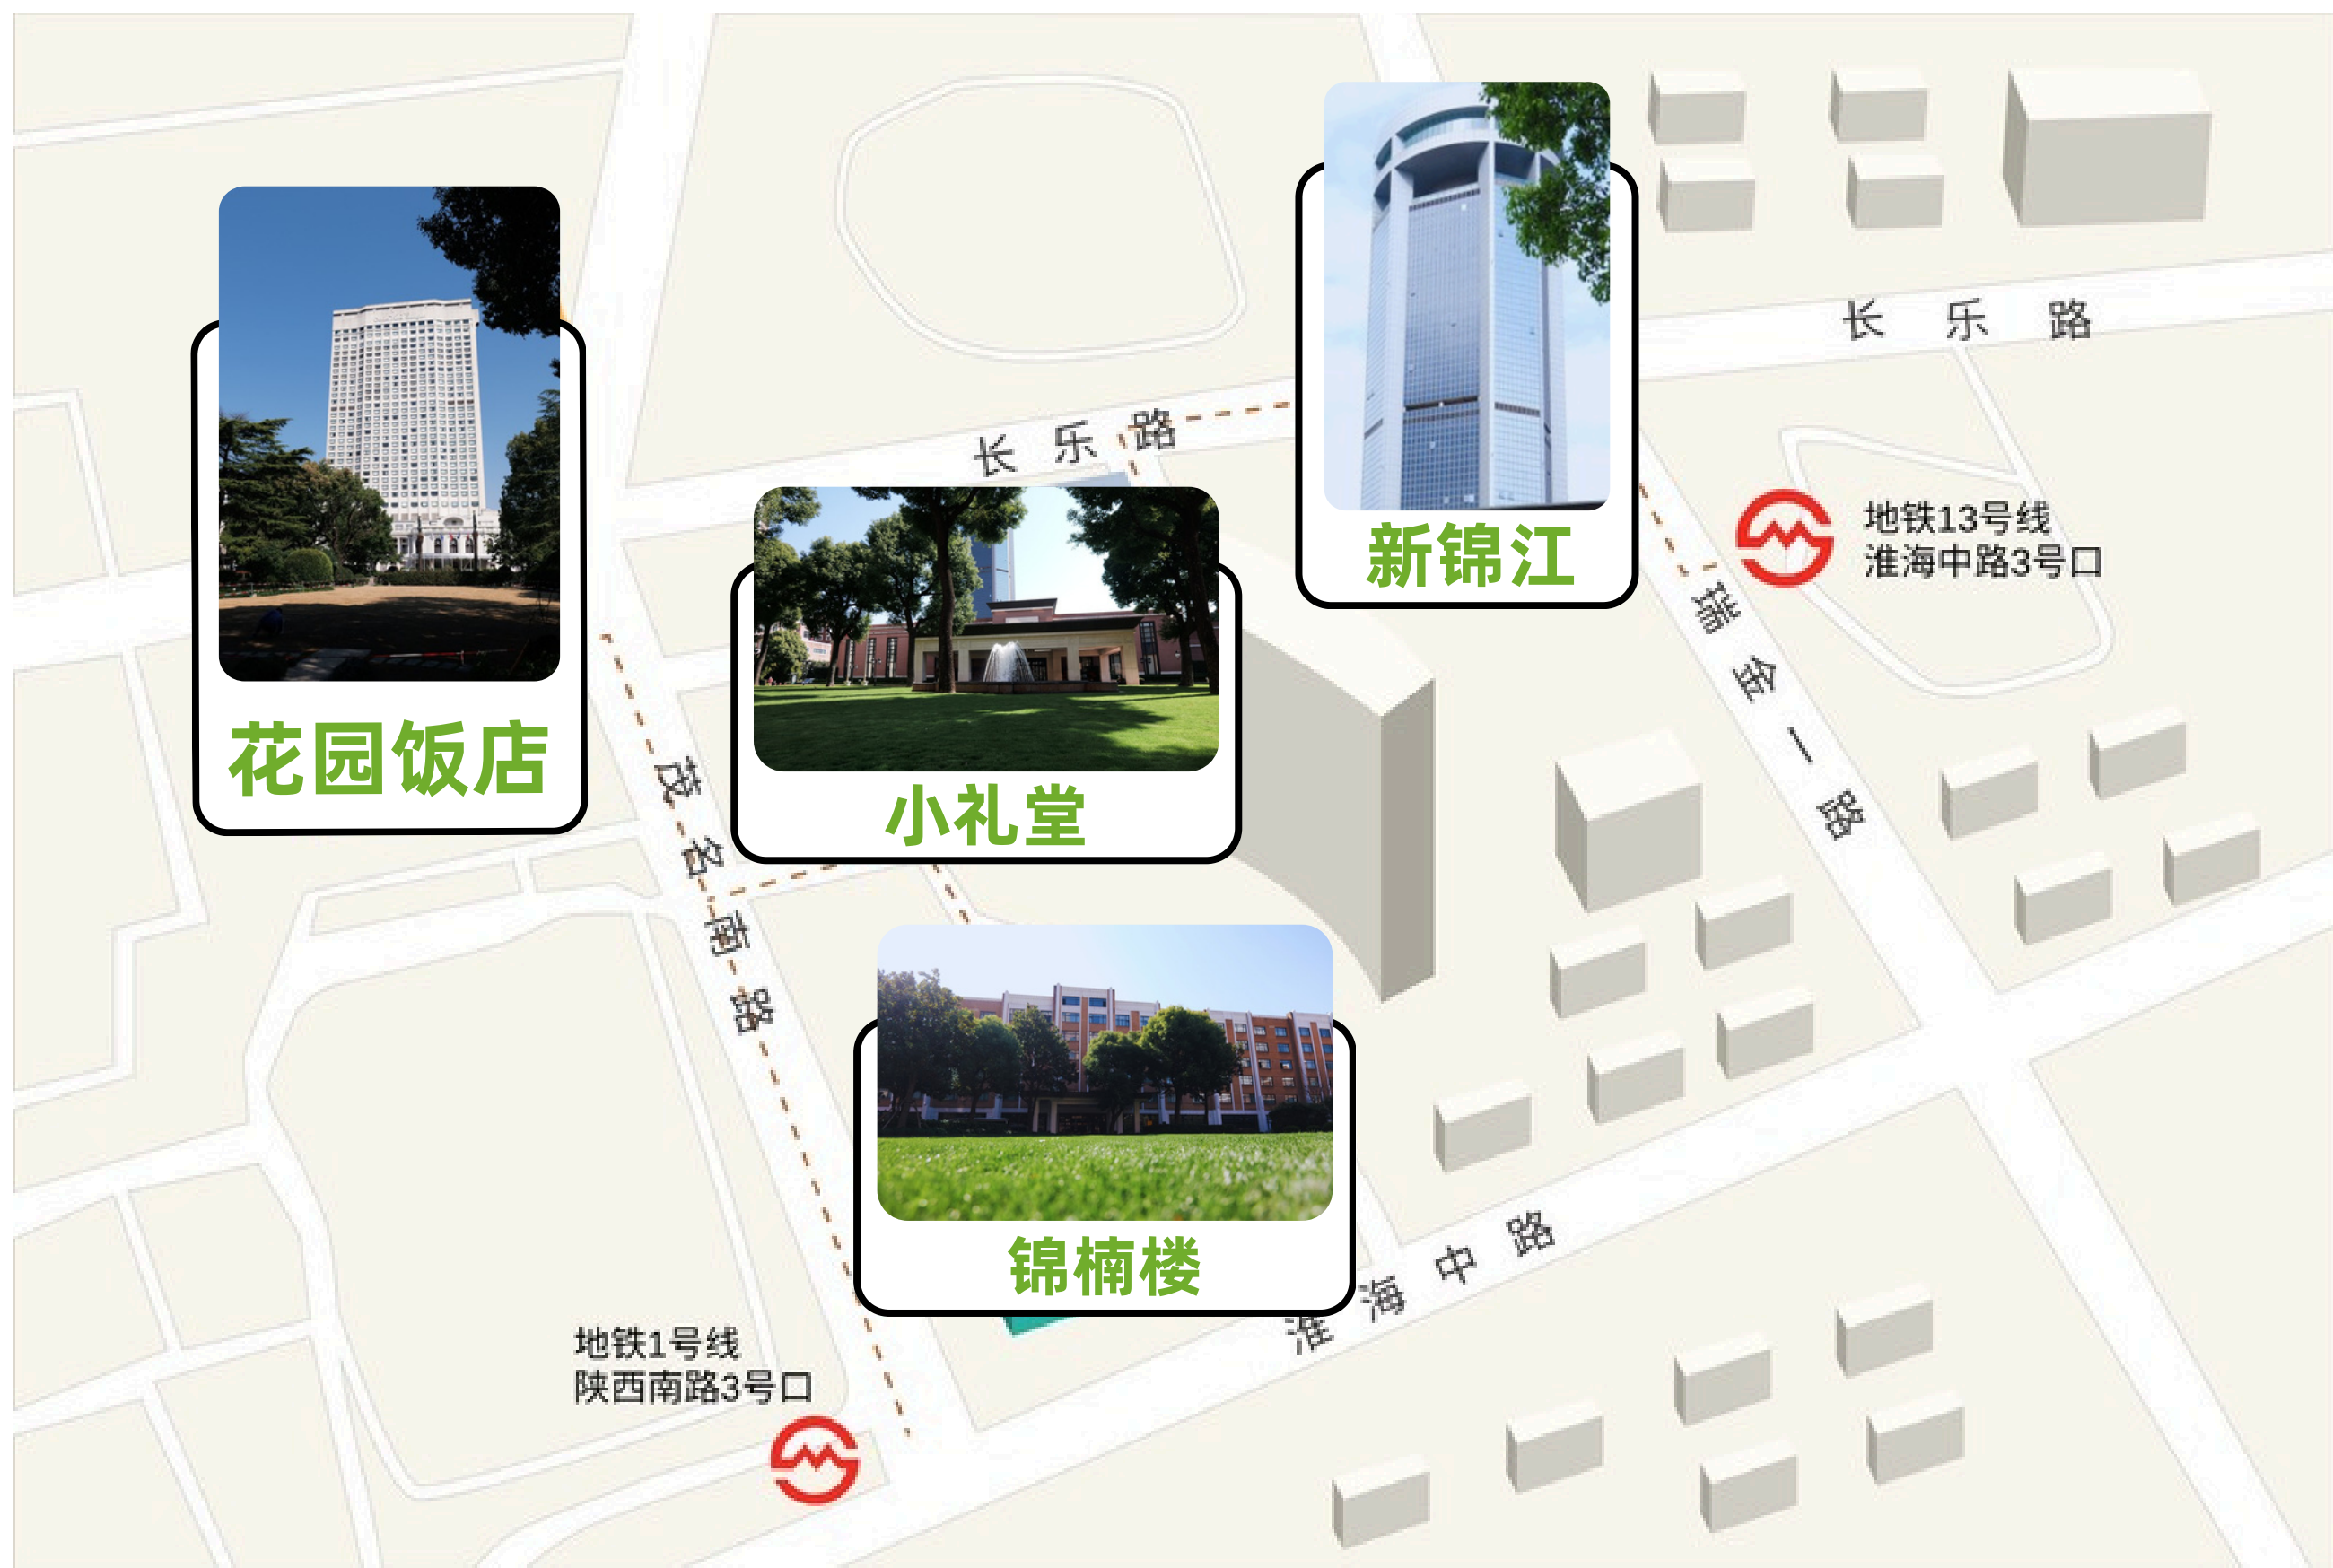 长乐路
长乐路
地铁13号线
淮海中路3号口
新锦江
瑞金一路
花园饭店
茂名南路
小礼堂
锦楠楼
淮海中路
地铁1号线
陕西南路3号口